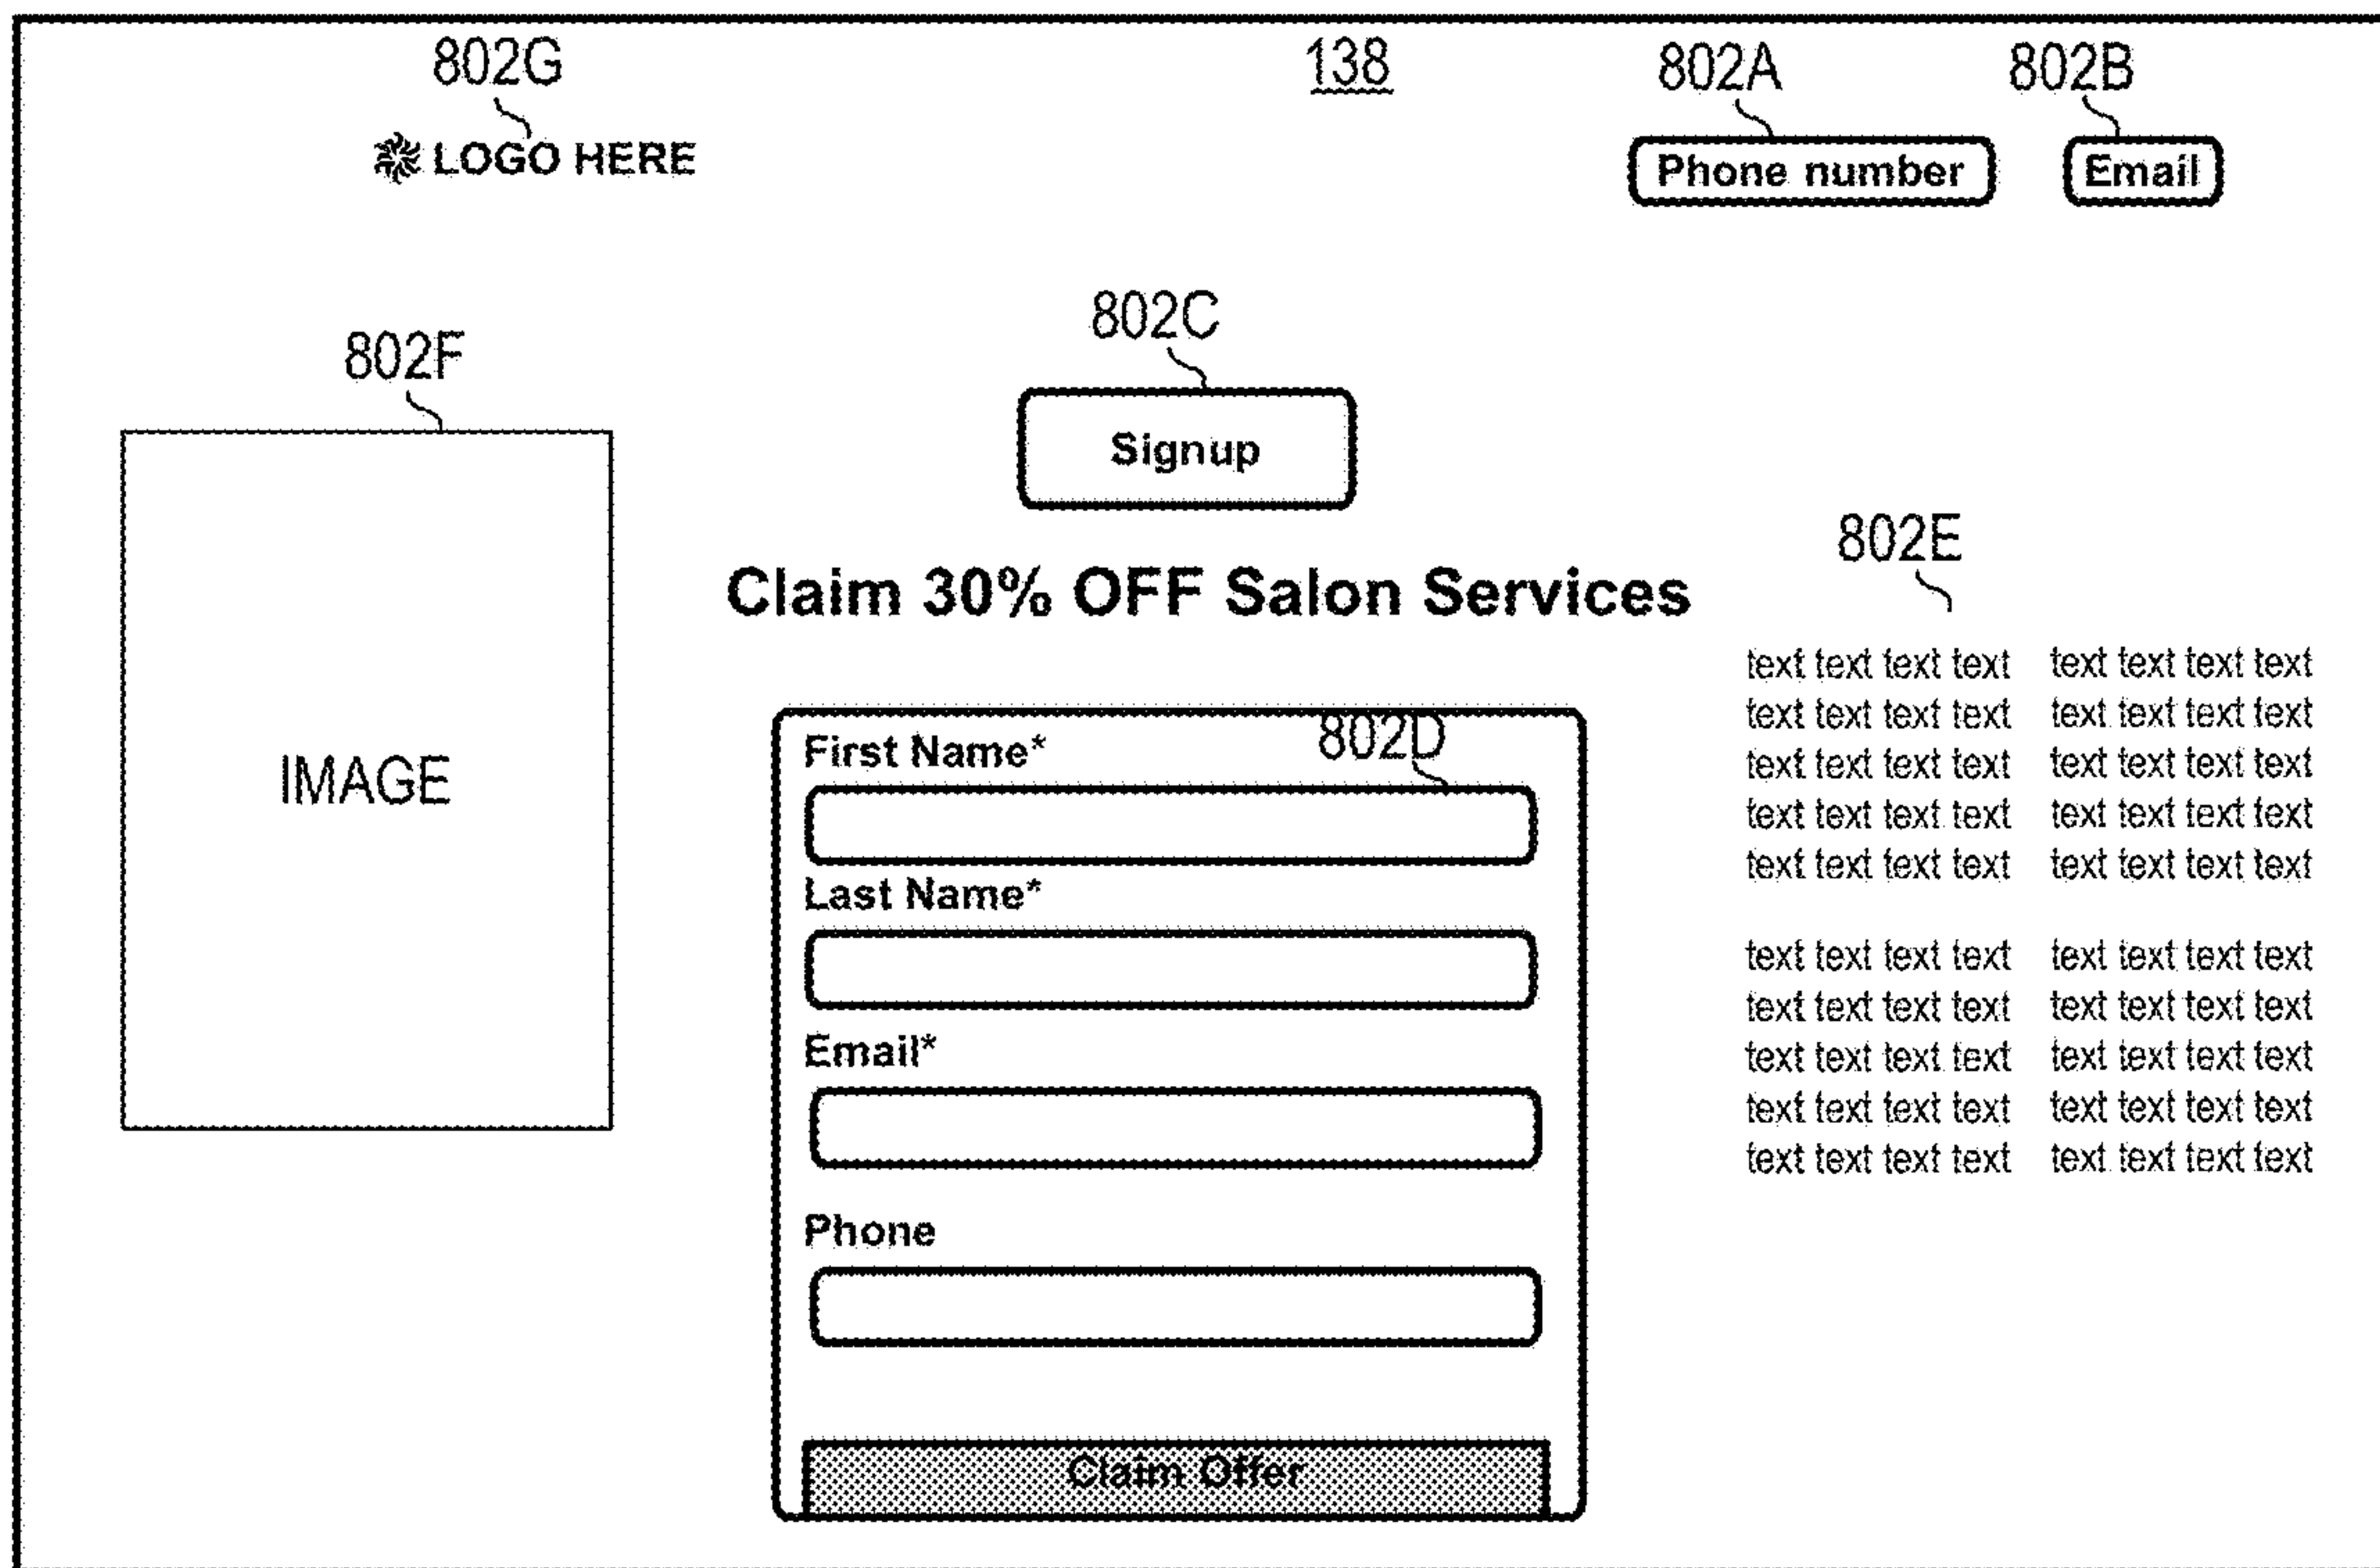 802G 138 802A 802B
LOGO HERE Phone number Email
802C
802F
Signup
802E
Claim 30% OFF Salon Services
IMAGE
First Name* 802D
Last Name*
Email*
Phone
Claim Offer
text text text text text text text text
text text text text text text text text
text text text text text text text text
text text text text text text text text
text text text text text text text text
text text text text text text text text
text text text text text text text text
text text text text text text text text
text text text text text text text text
text text text text text text text text